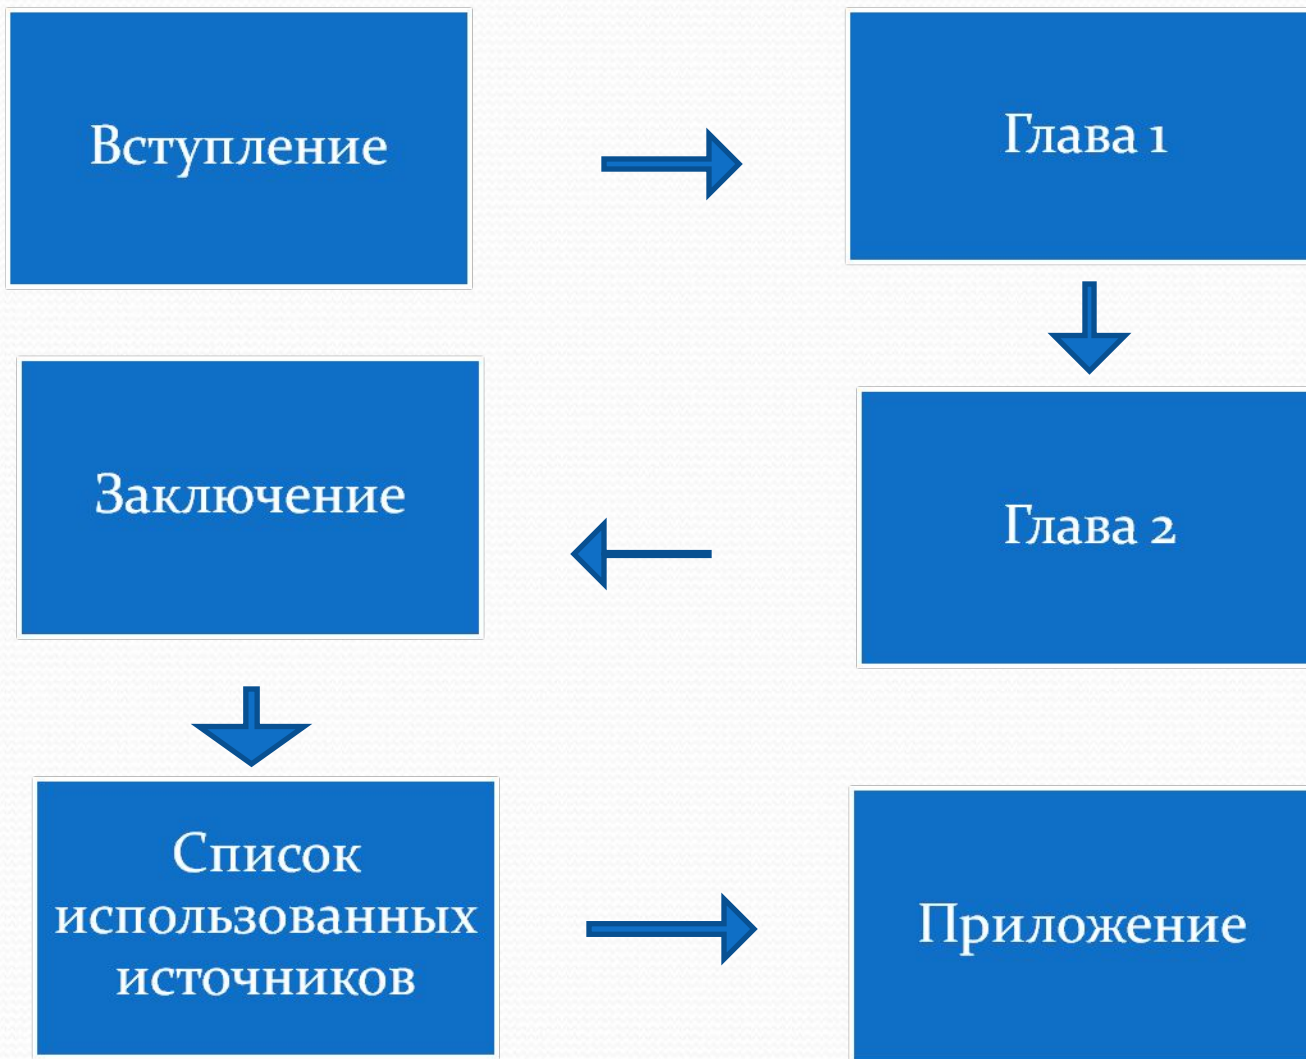 Вступление
Глава 1
Глава 2
Заключение
Список
использованных
источников
Приложение